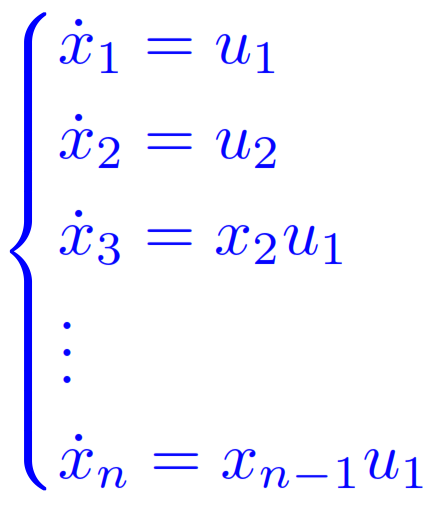 ẋ₁ = u₁
ẋ₂ = u₂
ẋ₃ = x₂u₁
⋮
ẋₙ = xₙ₋₁u₁